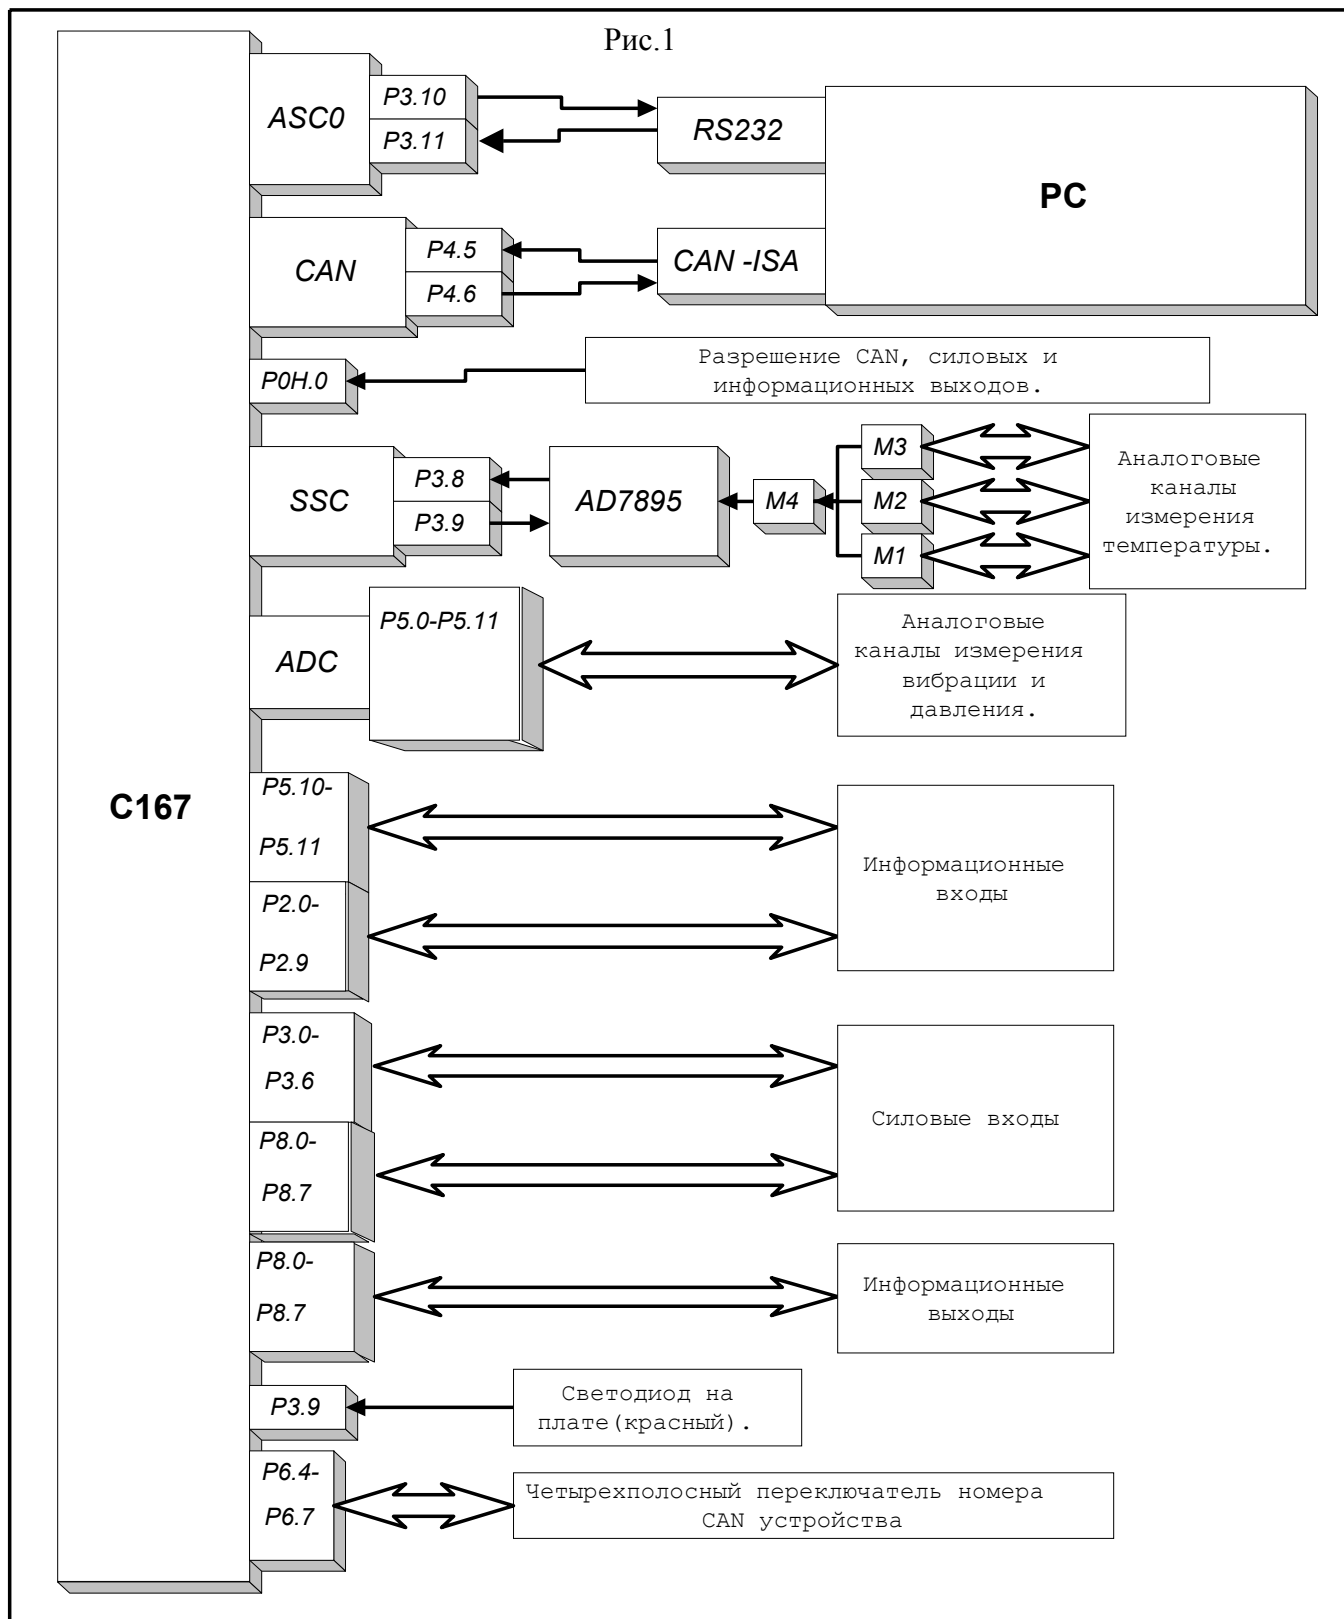 Рис.1
ASC0
P3.10
P3.11
RS232
PC
CAN
P4.5
P4.6
CAN -ISA
P0H.0
Разрешение CAN, силовых и
информационных выходов.
SSC
P3.8
P3.9
AD7895
M4
M3
M2
M1
Аналоговые
каналы
измерения
температуры.
ADC
P5.0-P5.11
Аналоговые
каналы измерения
вибрации и
давления.
C167
P5.10-
P5.11
P2.0-
P2.9
Информационные
входы
P3.0-
P3.6
P8.0-
P8.7
Силовые входы
P8.0-
P8.7
Информационные
выходы
P3.9
Светодиод на
плате(красный).
P6.4-
P6.7
Четырехполосный переключатель номера
CAN устройства